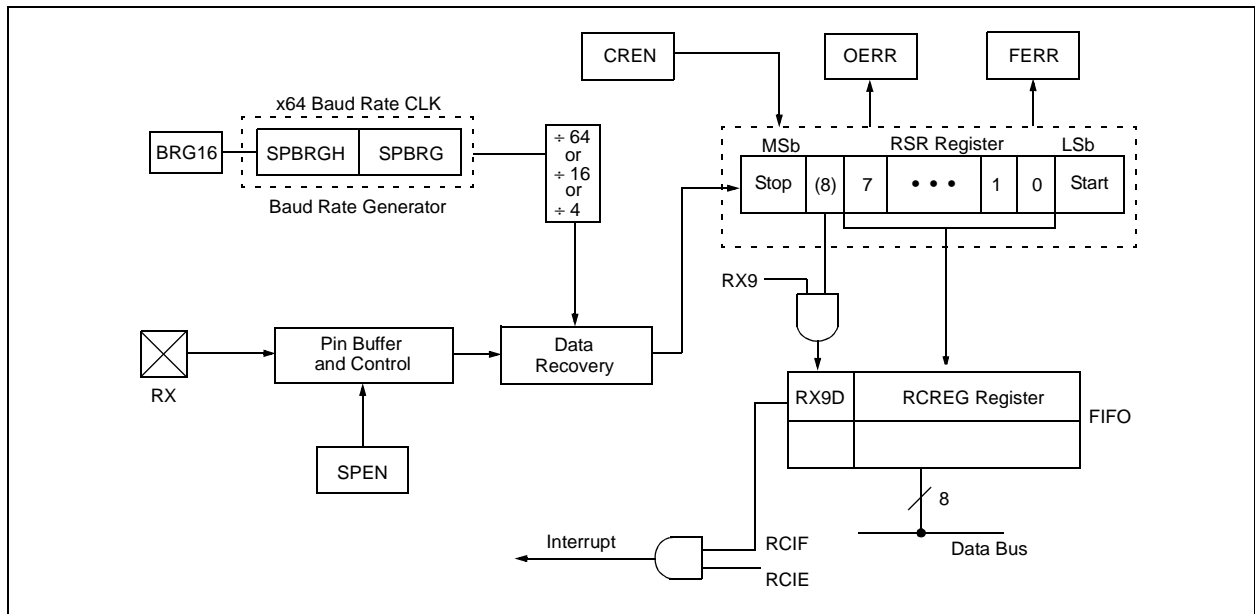 CREN
OERR
FERR
x64 Baud Rate CLK
BRG16
SPBRGH
SPBRG
Baud Rate Generator
÷ 64
or
÷ 16
or
÷ 4
MSb
RSR Register
LSb
Stop
(8)
7
• • •
1
0
Start
RX9
RX
Pin Buffer
and Control
Data
Recovery
SPEN
RX9D
RCREG Register
FIFO
8
Data Bus
Interrupt
RCIF
RCIE